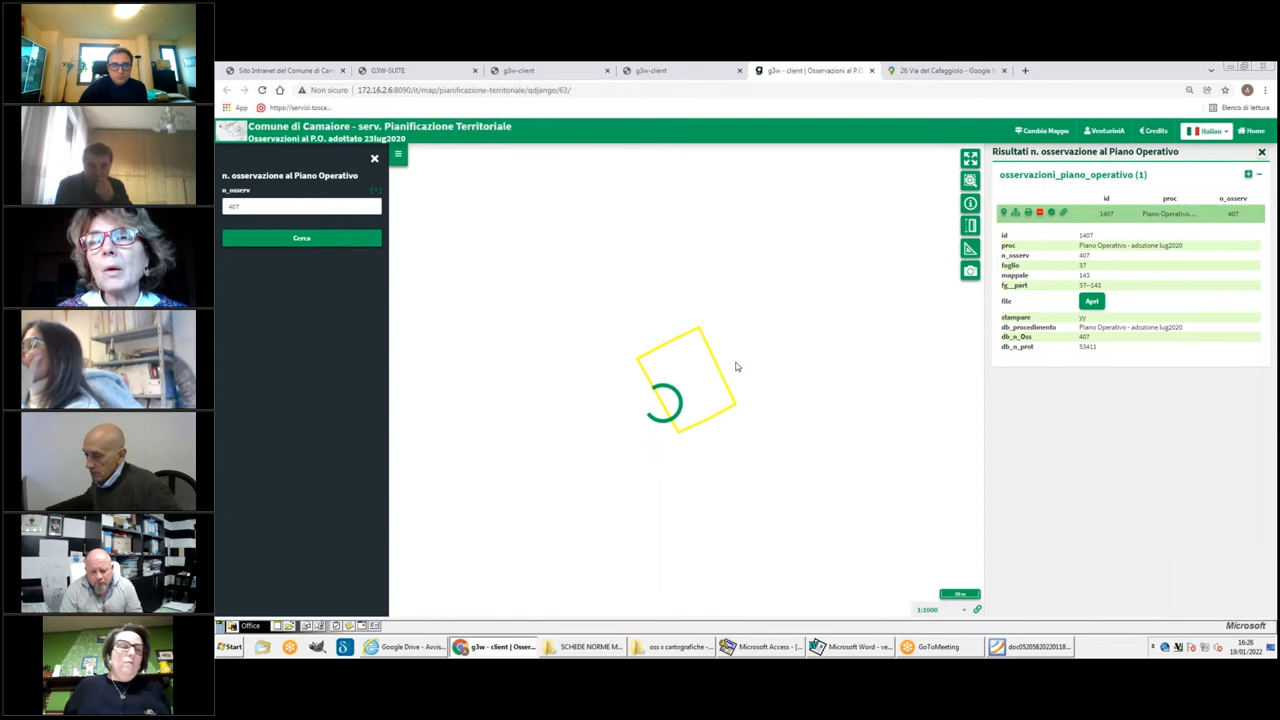 Sito Intranet del Comune di Cam
G3W-SUITE
g3w-client
g3w-client
g3w - client | Osservazioni al P.O.
26 Via del Cafaggiolo - Google M
Non sicuro
172.16.2.6:8090/it/map/pianificazione-territoriale/qdjango/63/
App
https://servizi.tosca...
Elenco di lettura
Comune di Camaiore - serv. Pianificazione Territoriale
Osservazioni al P.O. adottato 23lug2020
Cambia Mappa
VenturiniA
Credits
Italian
Home
n. osservazione al Piano Operativo
n_osserv
407
Cerca
Risultati n. osservazione al Piano Operativo
osservazioni_piano_operativo (1)
id proc n_osserv
1407 Piano Operativo... 407
id 1407
proc Piano Operativo - adozione lug2020
n_osserv 407
foglio 37
mappale 143
fg__part 37--143
file Apri
stampare yy
db_procedimento Piano Operativo - adozione lug2020
db_n_Oss 407
db_n_prot 53411
1:1000
Office
Microsoft
Start
Google Drive - Avvis...
g3w - client | Osser...
SCHEDE NORME M...
oss x cartografiche -...
Microsoft Access - [...
Microsoft Word - ve...
GoToMeeting
doc05205820220118...
16:26
19/01/2022